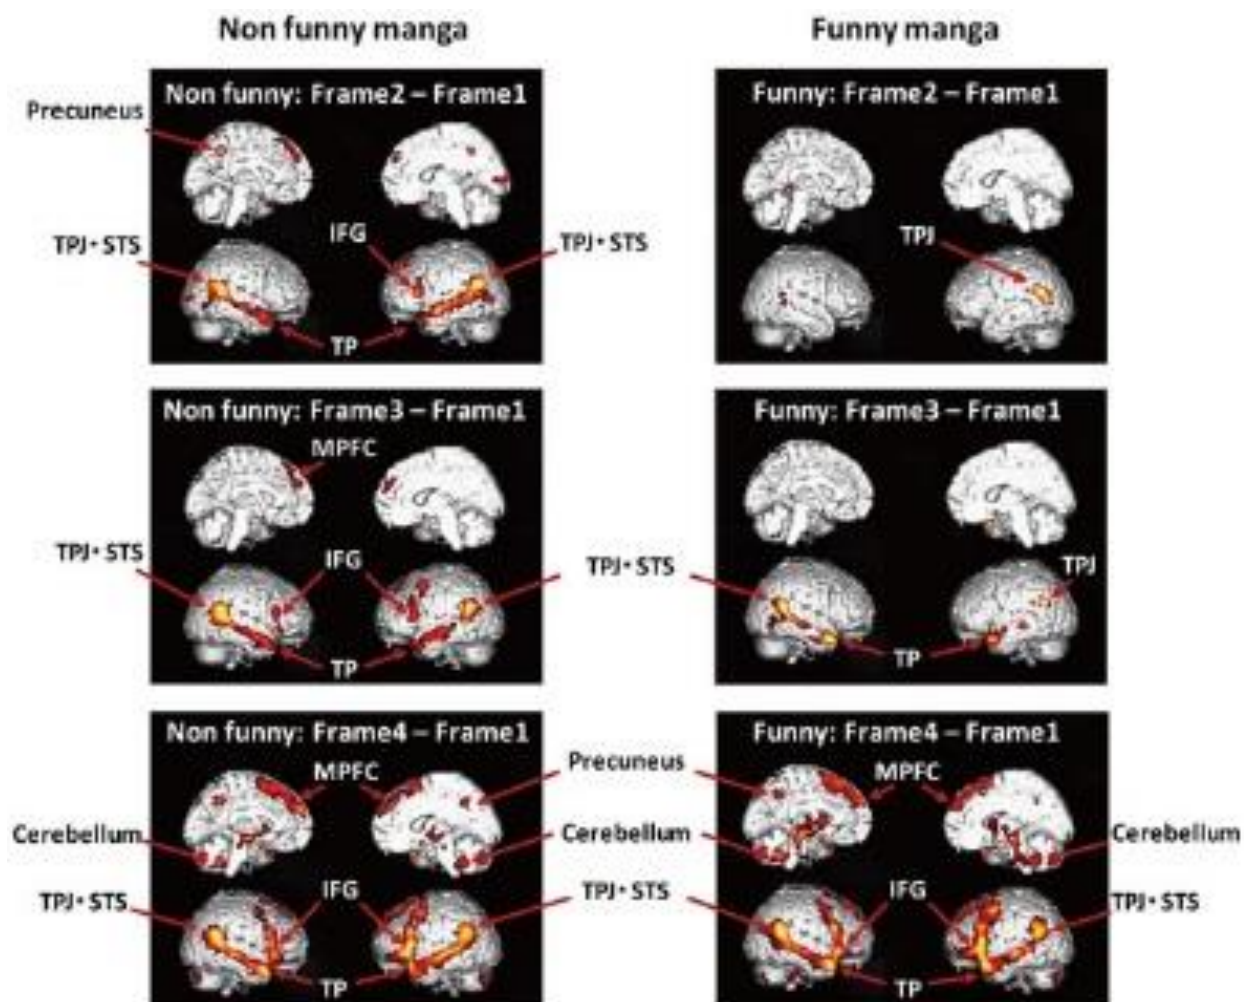 Non funny manga
Funny manga
Non funny: Frame2 – Frame1
Precuneus
TPJ・STS
IFG
TPJ・STS
TP
Funny: Frame2 – Frame1
TPJ
Non funny: Frame3 – Frame1
MPFC
TPJ・STS
IFG
TPJ・STS
TP
Funny: Frame3 – Frame1
TPJ
TP
Non funny: Frame4 – Frame1
MPFC
Precuneus
Cerebellum
Cerebellum
TPJ・STS
IFG
TPJ・STS
TP
Funny: Frame4 – Frame1
MPFC
Cerebellum
IFG
TPJ・STS
TP